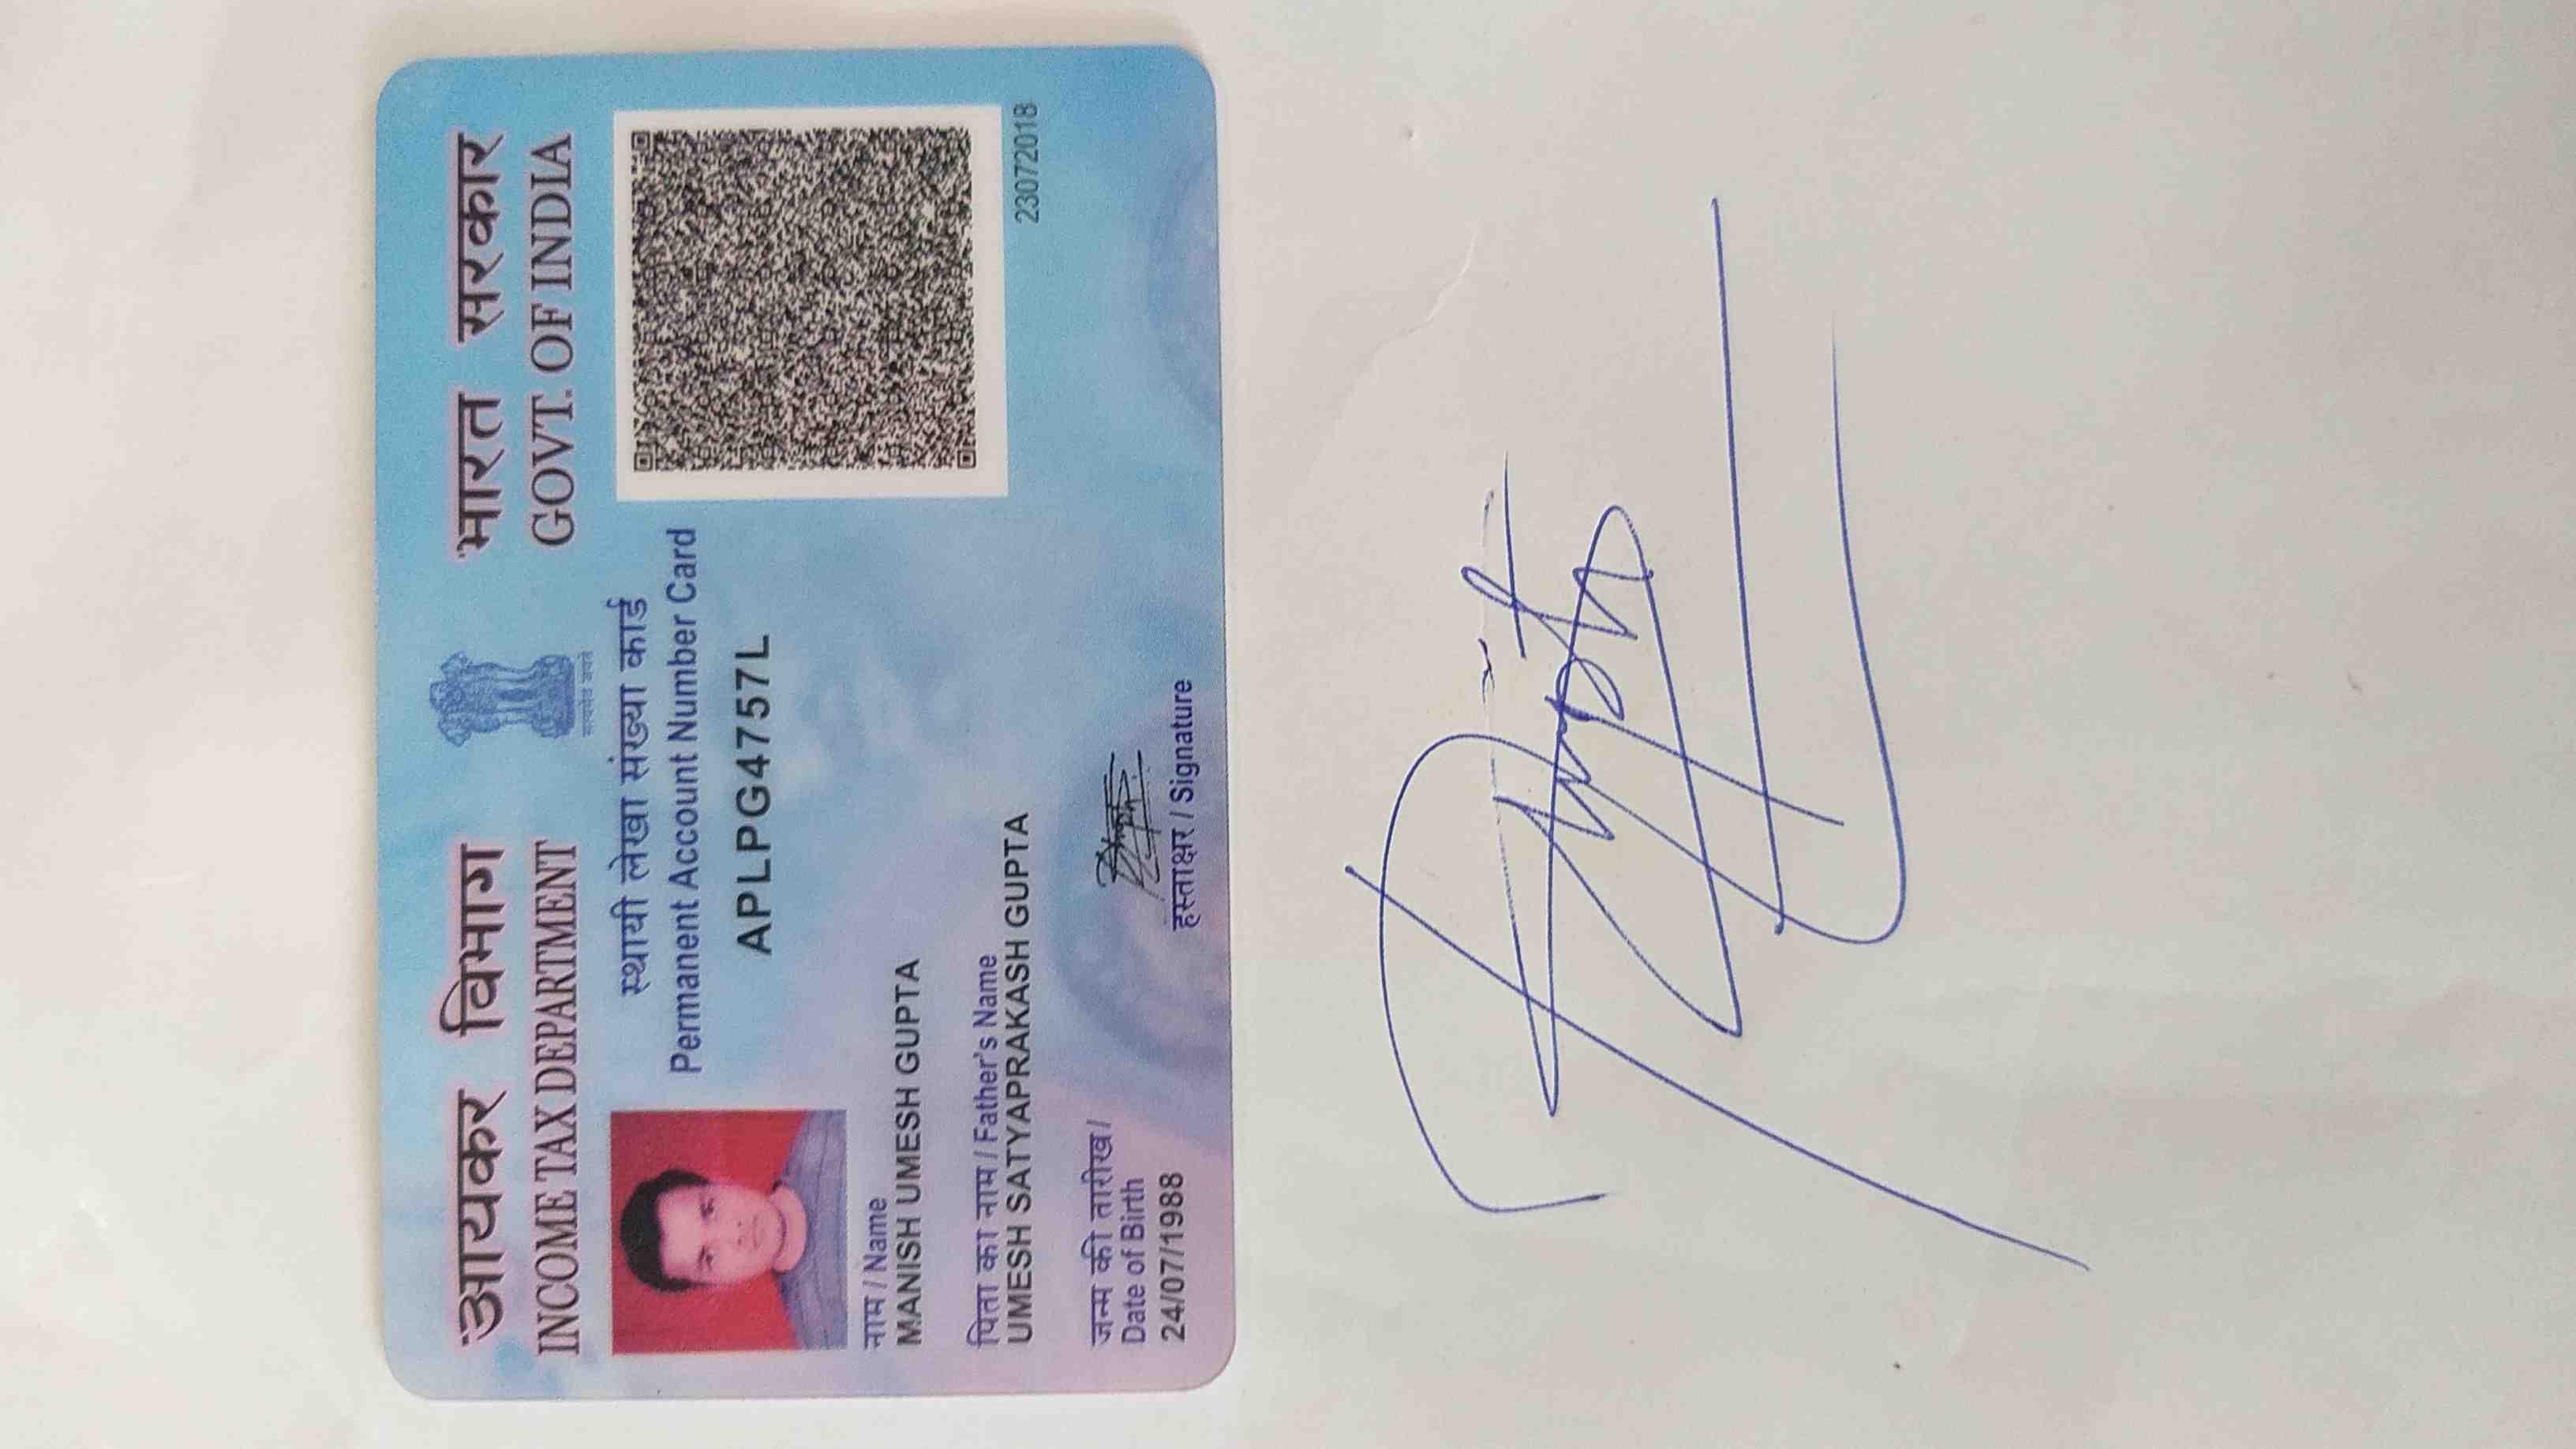 आयकर विभाग
INCOME TAX DEPARTMENT
सत्यमेव जयते
भारत सरकार
GOVT. OF INDIA
स्थायी लेखा संख्या कार्ड
Permanent Account Number Card
APLPG4757L
नाम / Name
MANISH UMESH GUPTA
पिता का नाम / Father's Name
UMESH SATYAPRAKASH GUPTA
जन्म की तारीख /
Date of Birth
24/07/1988
हस्ताक्षर / Signature
23072018